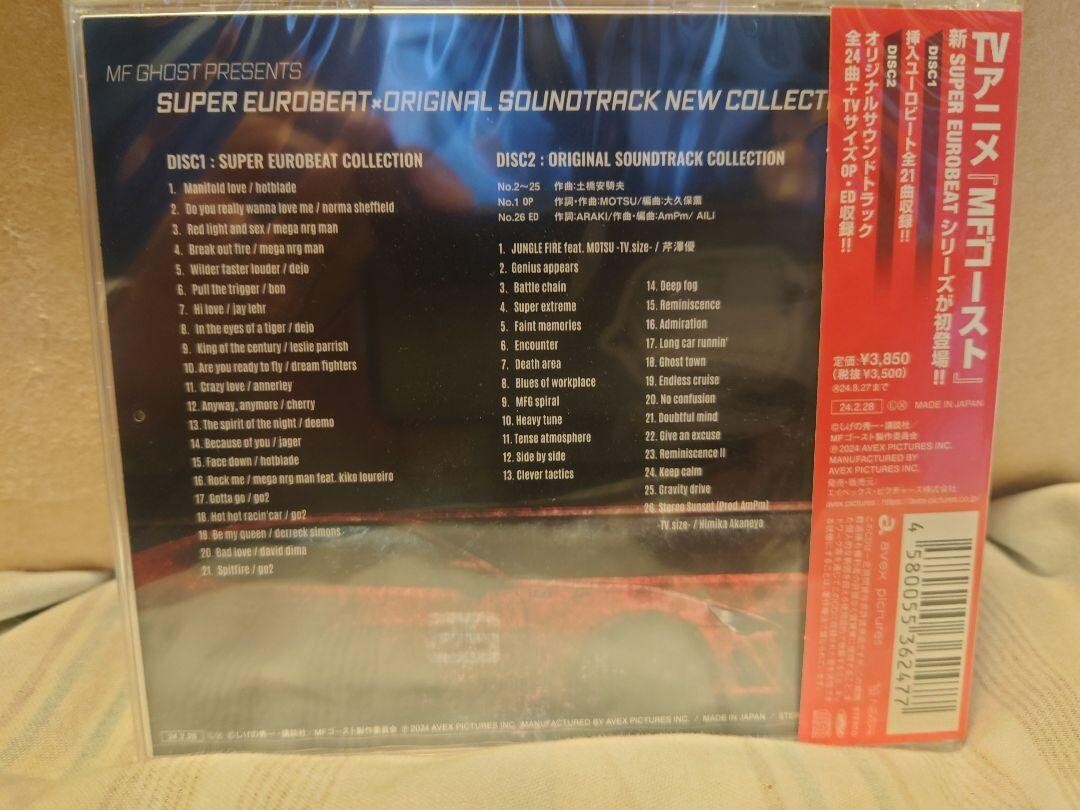 MF GHOST PRESENTS
SUPER EUROBEAT×ORIGINAL SOUNDTRACK NEW COLLECTI
DISC1 : SUPER EUROBEAT COLLECTION
1. Manifold love / hotblade
2. Do you really wanna love me / norma sheffield
3. Red light and sex / mega nrg man
4. Break out fire / mega nrg man
5. Wilder faster louder / dejo
6. Pull the trigger / bon
7. Hi love / jay lehr
8. In the eyes of a tiger / dejo
9. King of the century / leslie parrish
10. Are you ready to fly / dream fighters
11. Crazy love / annerley
12. Anyway, anymore / cherry
13. The spirit of the night / deemo
14. Because of you / jager
15. Face down / hotblade
16. Rock me / mega nrg man feat. kiko loureiro
17. Gotta go / go2
18. Hot hot racin'car / go2
19. Be my queen / derreck simons
20. Bad love / david dima
21. Spitfire / go2
DISC2 : ORIGINAL SOUNDTRACK COLLECTION
No.2〜25 作曲:土橋安騎夫
No.1 OP 作詞・作曲:MOTSU/編曲:大久保薫
No.26 ED 作詞:ARAKI/作曲・編曲:AmPm/ AILI
1. JUNGLE FIRE feat. MOTSU -TV.size- / 芹澤優
2. Genius appears
3. Battle chain
4. Super extreme
5. Faint memories
6. Encounter
7. Death area
8. Blues of workplace
9. MFG spiral
10. Heavy tune
11. Tense atmosphere
12. Side by side
13. Clever tactics
14. Deep fog
15. Reminiscence
16. Admiration
17. Long car runnin'
18. Ghost town
19. Endless cruise
20. No confusion
21. Doubtful mind
22. Give an excuse
23. Reminiscence II
24. Keep calm
25. Gravity drive
26. Stereo Sunset (Prod.AmPm)
-TV.size- / Himika Akaneya
24.2.28 ©しげの秀一・講談社/MFゴースト製作委員会 ℗2024 AVEX PICTURES INC. MANUFACTURED BY AVEX PICTURES INC. / MADE IN JAPAN / STER
TVアニメ『MFゴースト』
新 SUPER EUROBEAT シリーズが初登場!!
DISC1
挿入ユーロビート全21曲収録!!
DISC2
オリジナルサウンドトラック
全24曲+TVサイズOP・ED収録!!
定価:¥3,850
(税抜¥3,500)
24.8.27まで
24.2.28 MADE IN JAPAN
©しげの秀一・講談社
MFゴースト製作委員会
℗2024 AVEX PICTURES INC.
MANUFACTURED BY
AVEX PICTURES INC.
発売・販売元:
エイベックス・ピクチャーズ株式会社
avex pictures : https://avex-pictures.co.jp/
avex pictures
4 580055 362477